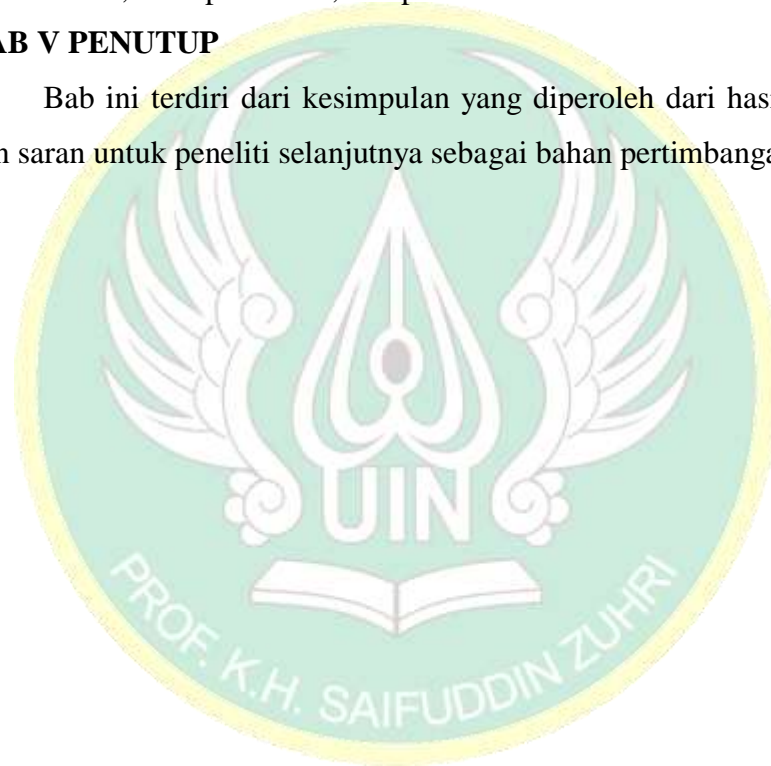 AB V PENUTUP
Bab ini terdiri dari kesimpulan yang diperoleh dari has
n saran untuk peneliti selanjutnya sebagai bahan pertimbanga
UIN
PROF. K.H. SAIFUDDIN ZUHRI